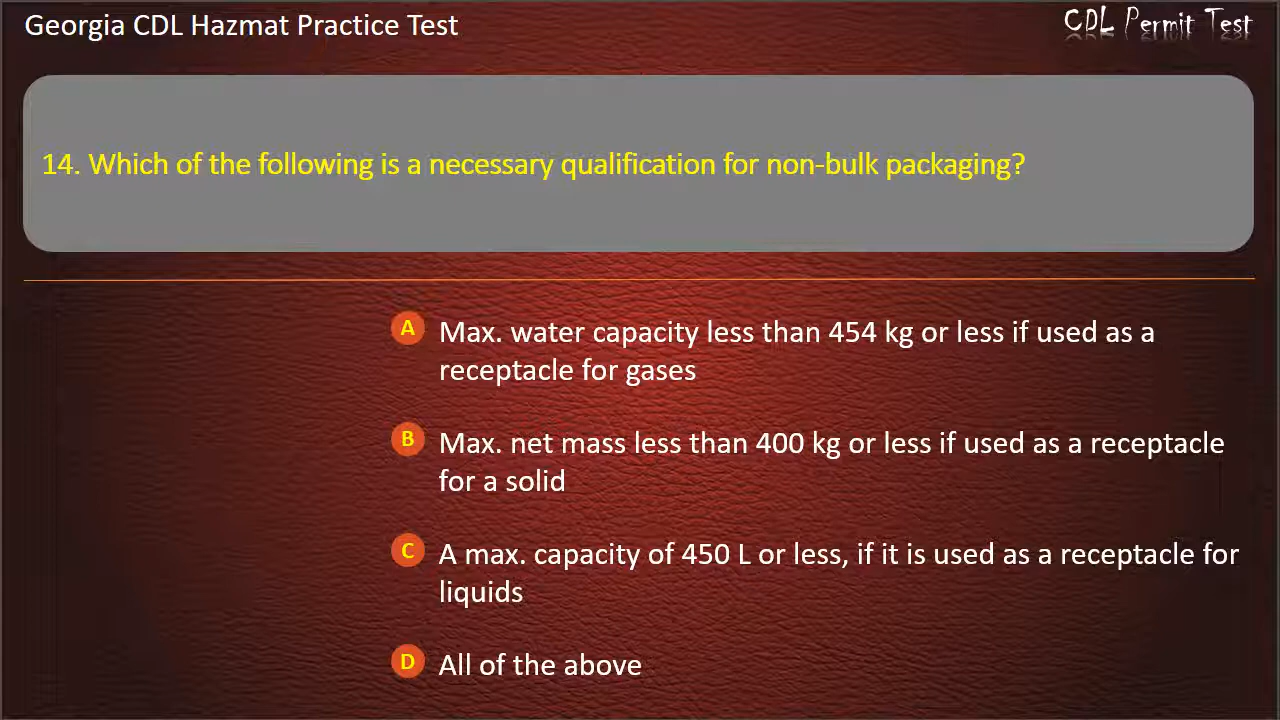 Georgia CDL Hazmat Practice Test
CDL Permit Test
14. Which of the following is a necessary qualification for non-bulk packaging?
A Max. water capacity less than 454 kg or less if used as a
receptacle for gases
B Max. net mass less than 400 kg or less if used as a receptacle
for a solid
C A max. capacity of 450 L or less, if it is used as a receptacle for
liquids
D All of the above